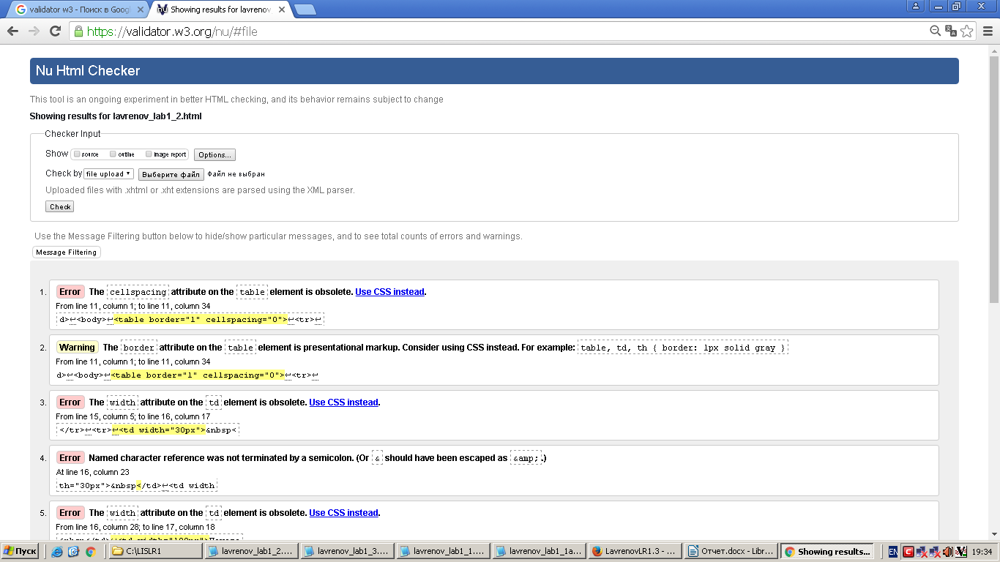 validator w3 - Поиск в Goog
Showing results for lavreno
https://validator.w3.org/nu/#file
Nu Html Checker
This tool is an ongoing experiment in better HTML checking, and its behavior remains subject to change
Showing results for lavrenov_lab1_2.html
Checker Input
Show source outline image report Options...
Check by file upload Выберите файл Файл не выбран
Uploaded files with .xhtml or .xht extensions are parsed using the XML parser.
Check
Use the Message Filtering button below to hide/show particular messages, and to see total counts of errors and warnings.
Message Filtering
1. Error The cellspacing attribute on the table element is obsolete. Use CSS instead.
From line 11, column 1; to line 11, column 34
d>↩<body>↩<table border="1" cellspacing="0">↩<tr>↩
2. Warning The border attribute on the table element is presentational markup. Consider using CSS instead. For example: table, td, th { border: 1px solid gray }
From line 11, column 1; to line 11, column 34
d>↩<body>↩<table border="1" cellspacing="0">↩<tr>↩
3. Error The width attribute on the td element is obsolete. Use CSS instead.
From line 15, column 5; to line 16, column 17
</tr>↩<tr>↩<td width="30px">&nbsp<
4. Error Named character reference was not terminated by a semicolon. (Or & should have been escaped as &amp;.)
At line 16, column 23
th="30px">&nbsp</td>↩<td width
5. Error The width attribute on the td element is obsolete. Use CSS instead.
From line 16, column 28; to line 17, column 18
Пуск C:\LISLR1 lavrenov_lab1_2.... lavrenov_lab1_3.... lavrenov_lab1_1.... lavrenov_lab1_1a... LavrenovLR1.3 - ... Отчет.docx - Libr... Showing results... EN 19:34